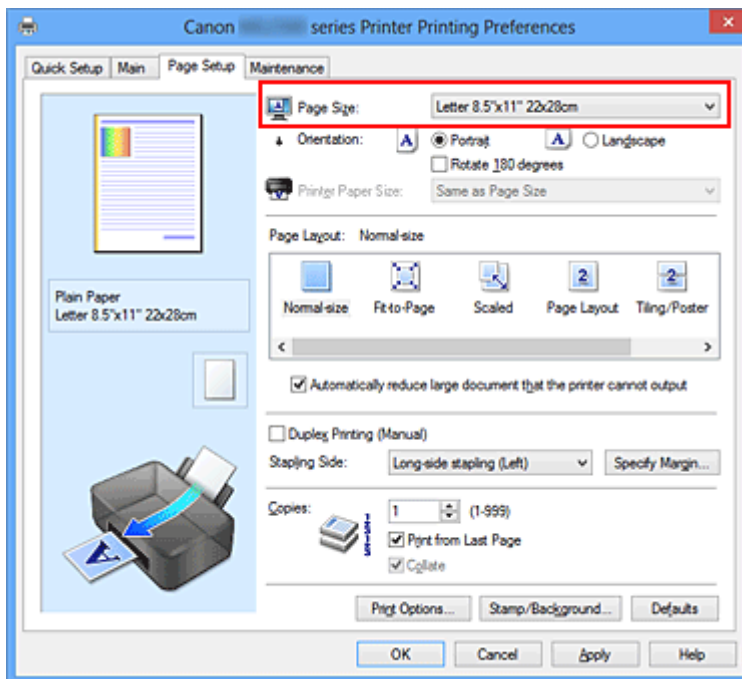 Canon series Printer Printing Preferences
Quick Setup Main Page Setup Maintenance
Page Size: Letter 8.5"x11" 22x28cm
Orientation: A Portrait A Landscape
Rotate 180 degrees
Printer Paper Size: Same as Page Size
Page Layout: Normal-size
2 2
Normal-size Fit-to-Page Scaled Page Layout Tiling/Poster
Plain Paper
Letter 8.5"x11" 22x28cm
Automatically reduce large document that the printer cannot output
Duplex Printing (Manual)
Stapling Side: Long-side stapling (Left) Specify Margin...
Copies: 1 (1-999)
Print from Last Page
Collate
A
Print Options... Stamp/Background... Defaults
OK Cancel Apply Help